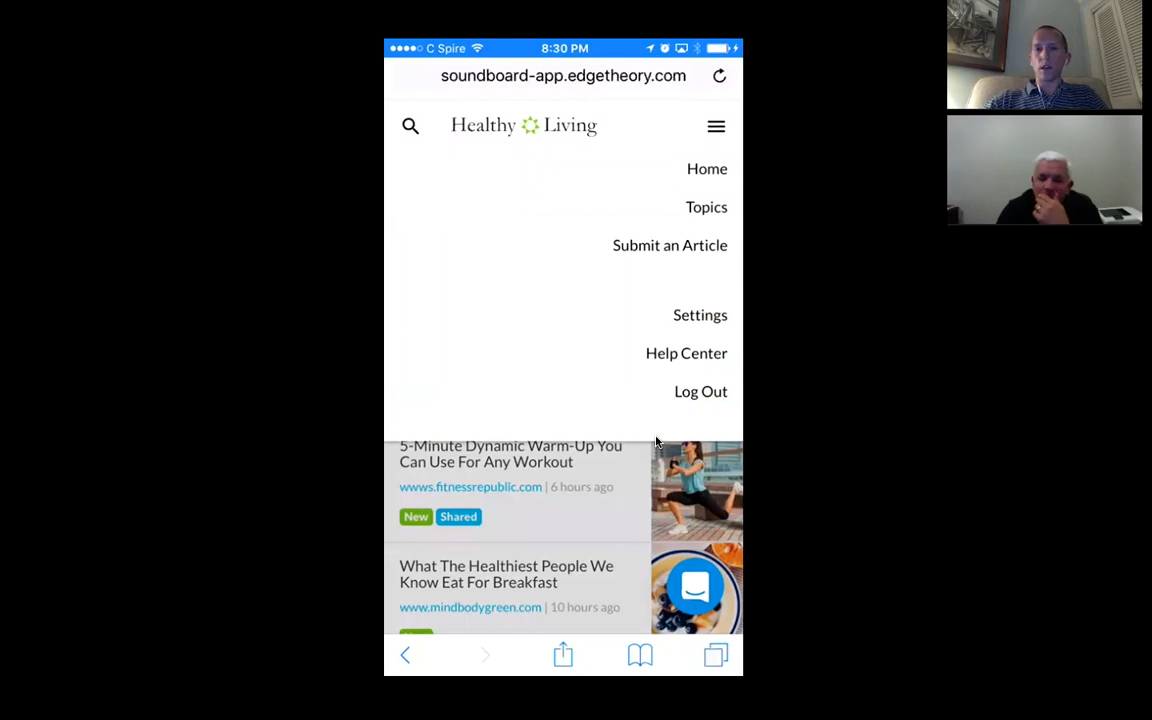 C Spire 8:30 PM
soundboard-app.edgetheory.com
Healthy Living
Home
Topics
Submit an Article
Settings
Help Center
Log Out
5-Minute Dynamic Warm-Up You
Can Use For Any Workout
wwws.fitnessrepublic.com | 6 hours ago
New Shared
What The Healthiest People We
Know Eat For Breakfast
www.mindbodygreen.com | 10 hours ago